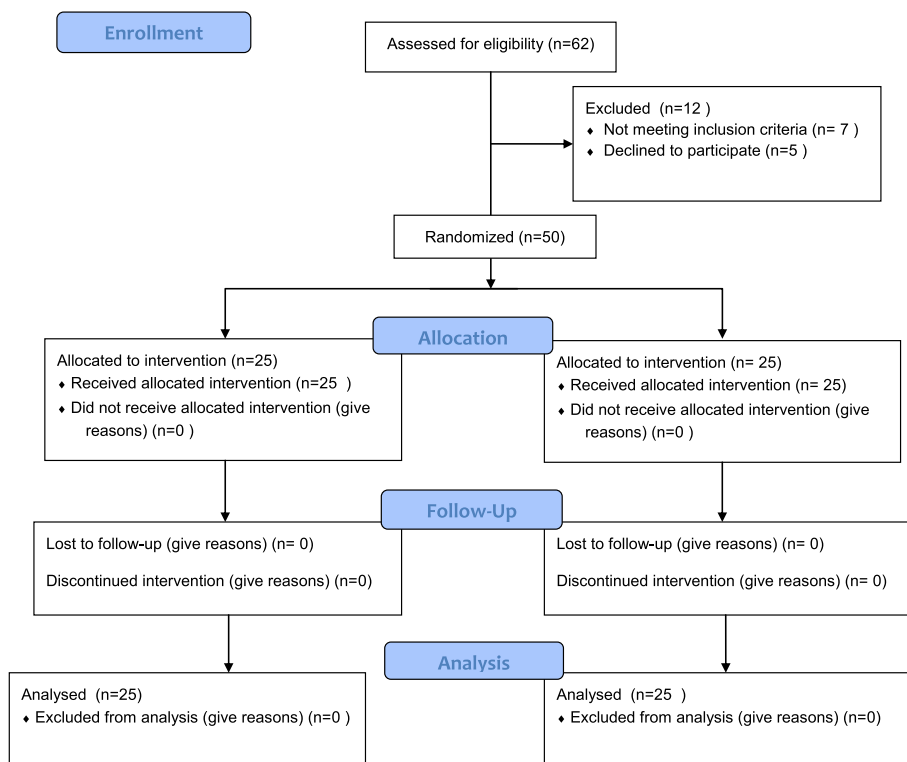 Enrollment
Assessed for eligibility (n=62)
Excluded (n=12 )
♦ Not meeting inclusion criteria (n= 7 )
♦ Declined to participate (n=5 )
Randomized (n=50)
Allocation
Allocated to intervention (n=25)
♦ Received allocated intervention (n=25 )
♦ Did not receive allocated intervention (give
reasons) (n=0 )
Allocated to intervention (n= 25)
♦ Received allocated intervention (n= 25)
♦ Did not receive allocated intervention (give
reasons) (n=0 )
Follow-Up
Lost to follow-up (give reasons) (n= 0)
Discontinued intervention (give reasons) (n=0)
Lost to follow-up (give reasons) (n= 0)
Discontinued intervention (give reasons) (n= 0)
Analysis
Analysed (n=25)
♦ Excluded from analysis (give reasons) (n=0 )
Analysed (n=25 )
♦ Excluded from analysis (give reasons) (n=0)